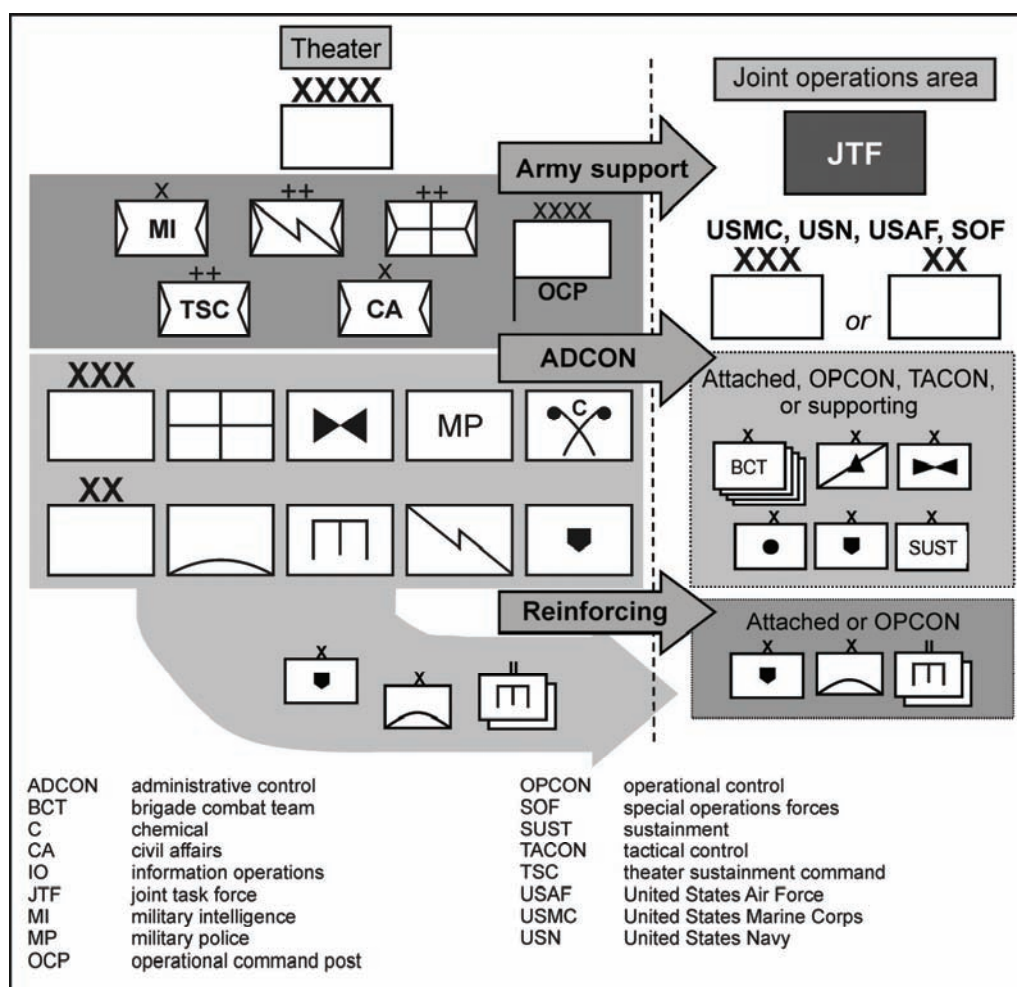 Theater
XXXX
Joint operations area
JTF
Army support
X
++
++
XXXX
MI
OCP
++
X
TSC
CA
USMC, USN, USAF, SOF
XXX
XX
or
ADCON
XXX
MP
C
XX
Attached, OPCON, TACON,
or supporting
X
X
X
BCT
X
X
X
SUST
Reinforcing
X
X
II
Attached or OPCON
X
X
II
ADCON administrative control
BCT brigade combat team
C chemical
CA civil affairs
IO information operations
JTF joint task force
MI military intelligence
MP military police
OCP operational command post
OPCON operational control
SOF special operations forces
SUST sustainment
TACON tactical control
TSC theater sustainment command
USAF United States Air Force
USMC United States Marine Corps
USN United States Navy